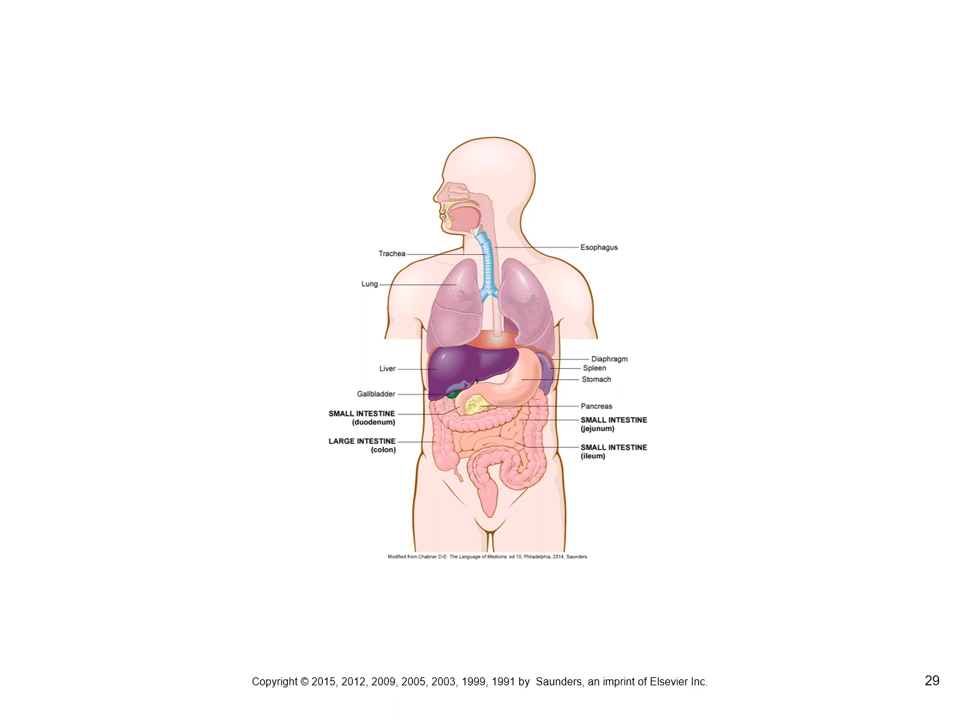 Esophagus
Trachea
Lung
Diaphragm
Liver
Spleen
Stomach
Gallbladder
Pancreas
SMALL INTESTINE
(duodenum)
SMALL INTESTINE
(jejunum)
LARGE INTESTINE
(colon)
SMALL INTESTINE
(ileum)
Modified from Chabner D-E: The Language of Medicine, ed 10, Philadelphia, 2014, Saunders.
Copyright © 2015, 2012, 2009, 2005, 2003, 1999, 1991 by Saunders, an imprint of Elsevier Inc.
29